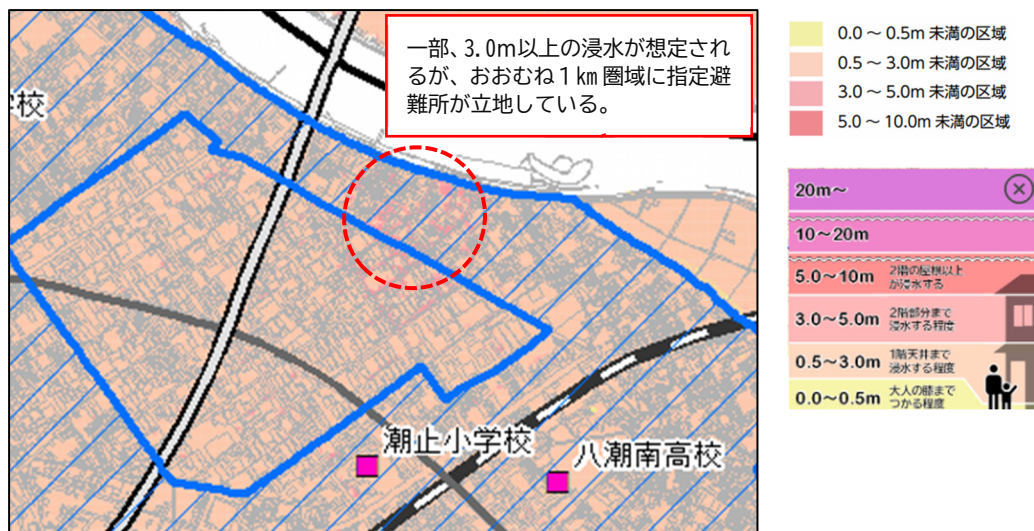 一部、3.0m以上の浸水が想定され
るが、おおむね1km圏域に指定避
難所が立地している。
学校
潮止小学校
八潮南高校
0.0 ～ 0.5m 未満の区域
0.5 ～ 3.0m 未満の区域
3.0 ～ 5.0m 未満の区域
5.0 ～ 10.0m 未満の区域
20m～
10～20m
5.0～10m 2階の屋根以上
が浸水する
3.0～5.0m 2階部分まで
浸水する程度
0.5～3.0m 1階天井まで
浸水する程度
0.0～0.5m 大人の膝まで
つかる程度